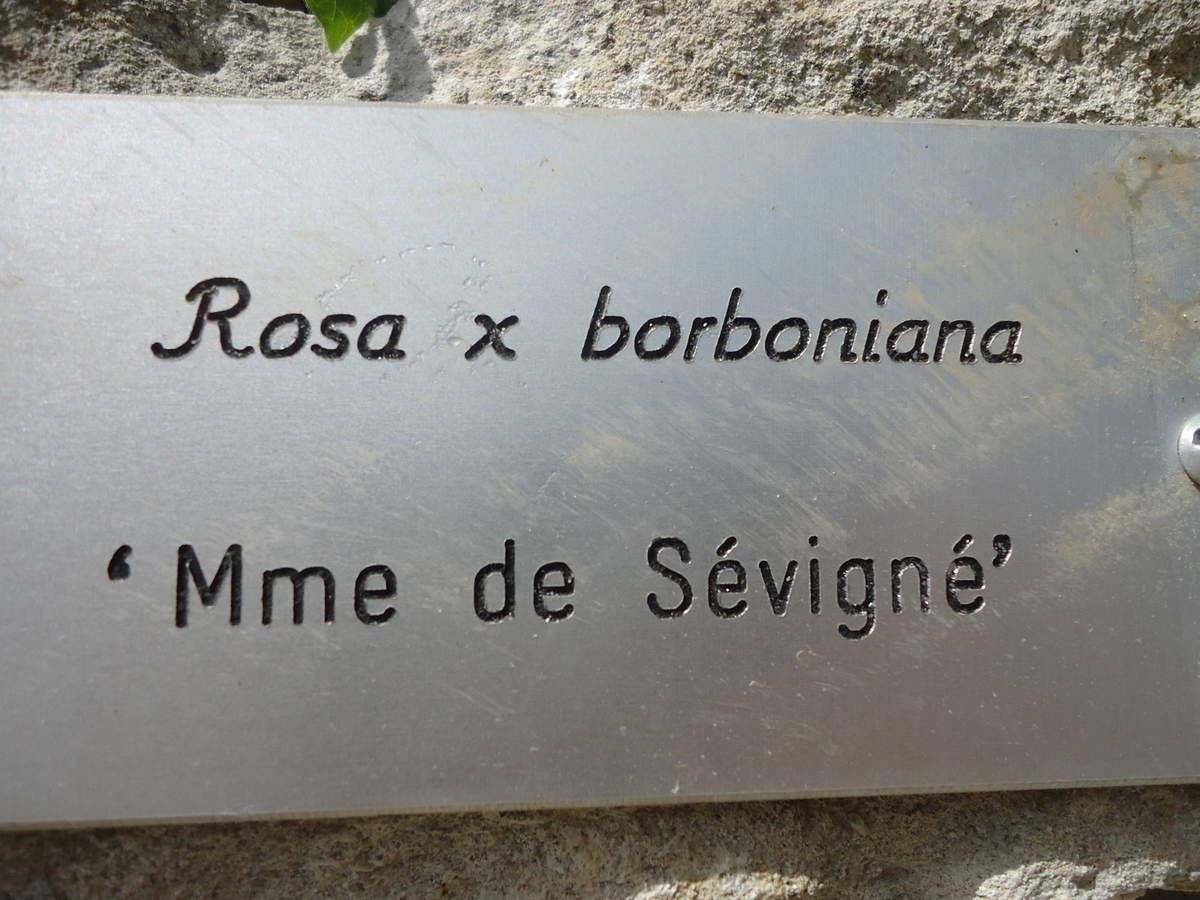 Rosa x borboniana
‘Mme de Sévigné’